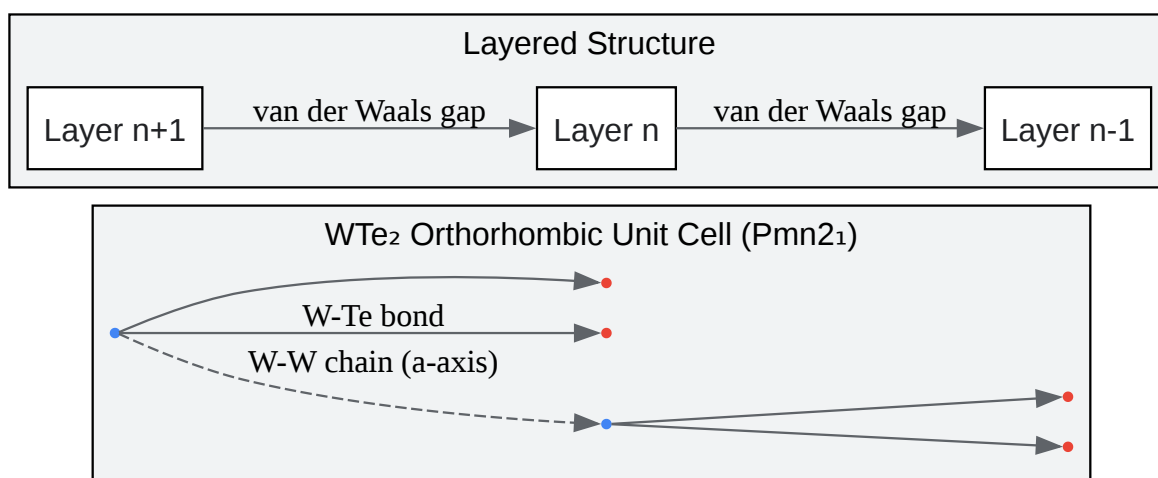 Layered Structure
Layer n+1
van der Waals gap
Layer n
van der Waals gap
Layer n-1
WTe₂ Orthorhombic Unit Cell (Pmn2₁)
W-Te bond
W-W chain (a-axis)